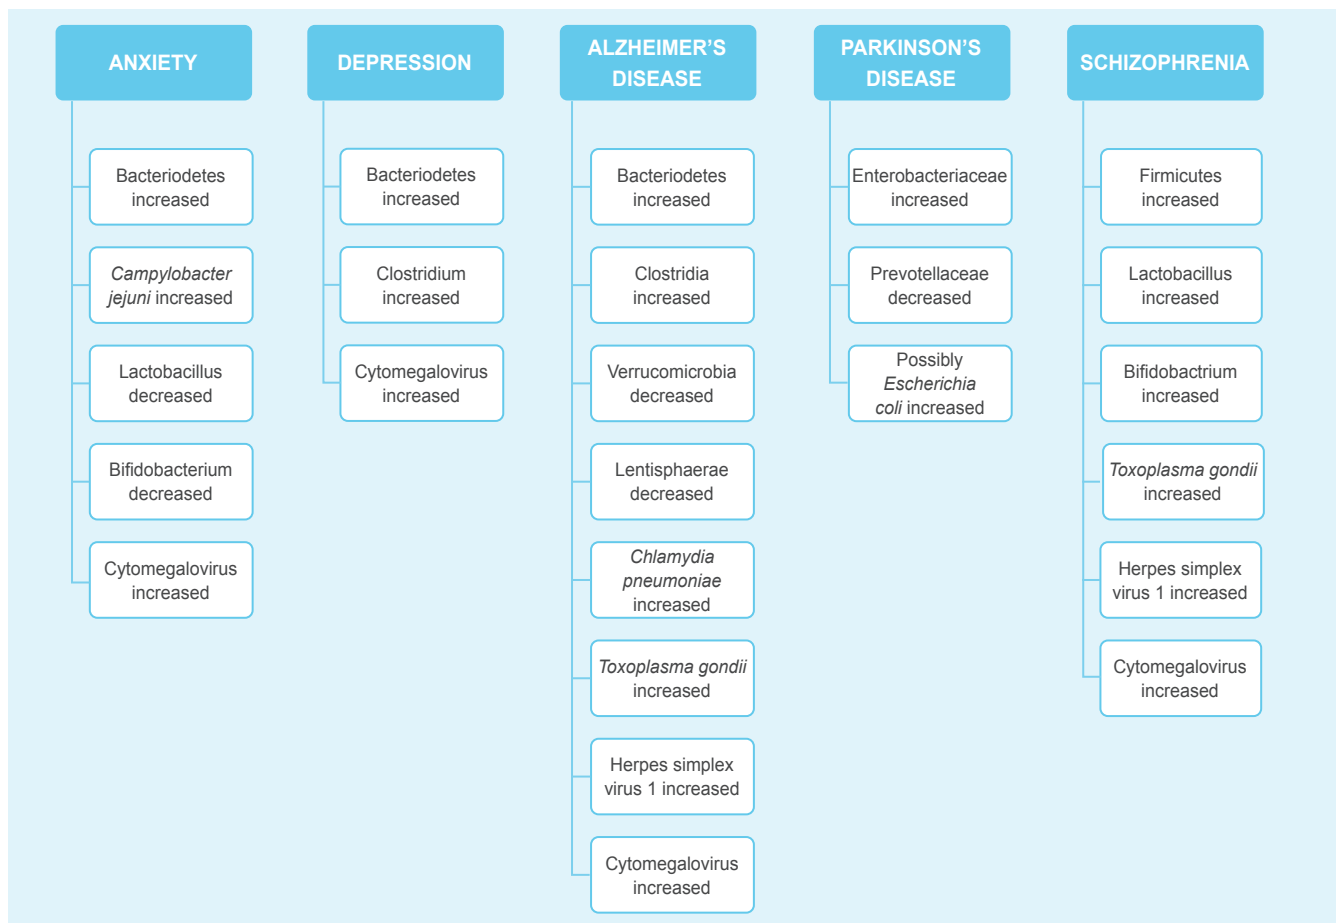 ANXIETY
Bacteriodetes
increased
Campylobacter
jejuni increased
Lactobacillus
decreased
Bifidobacterium
decreased
Cytomegalovirus
increased
DEPRESSION
Bacteriodetes
increased
Clostridium
increased
Cytomegalovirus
increased
ALZHEIMER'S
DISEASE
Bacteriodetes
increased
Clostridia
increased
Verrucomicrobia
decreased
Lentisphaerae
decreased
Chlamydia
pneumoniae
increased
Toxoplasma gondii
increased
Herpes simplex
virus 1 increased
Cytomegalovirus
increased
PARKINSON'S
DISEASE
Enterobacteriaceae
increased
Prevotellaceae
decreased
Possibly
Escherichia
coli increased
SCHIZOPHRENIA
Firmicutes
increased
Lactobacillus
increased
Bifidobactrium
increased
Toxoplasma gondii
increased
Herpes simplex
virus 1 increased
Cytomegalovirus
increased